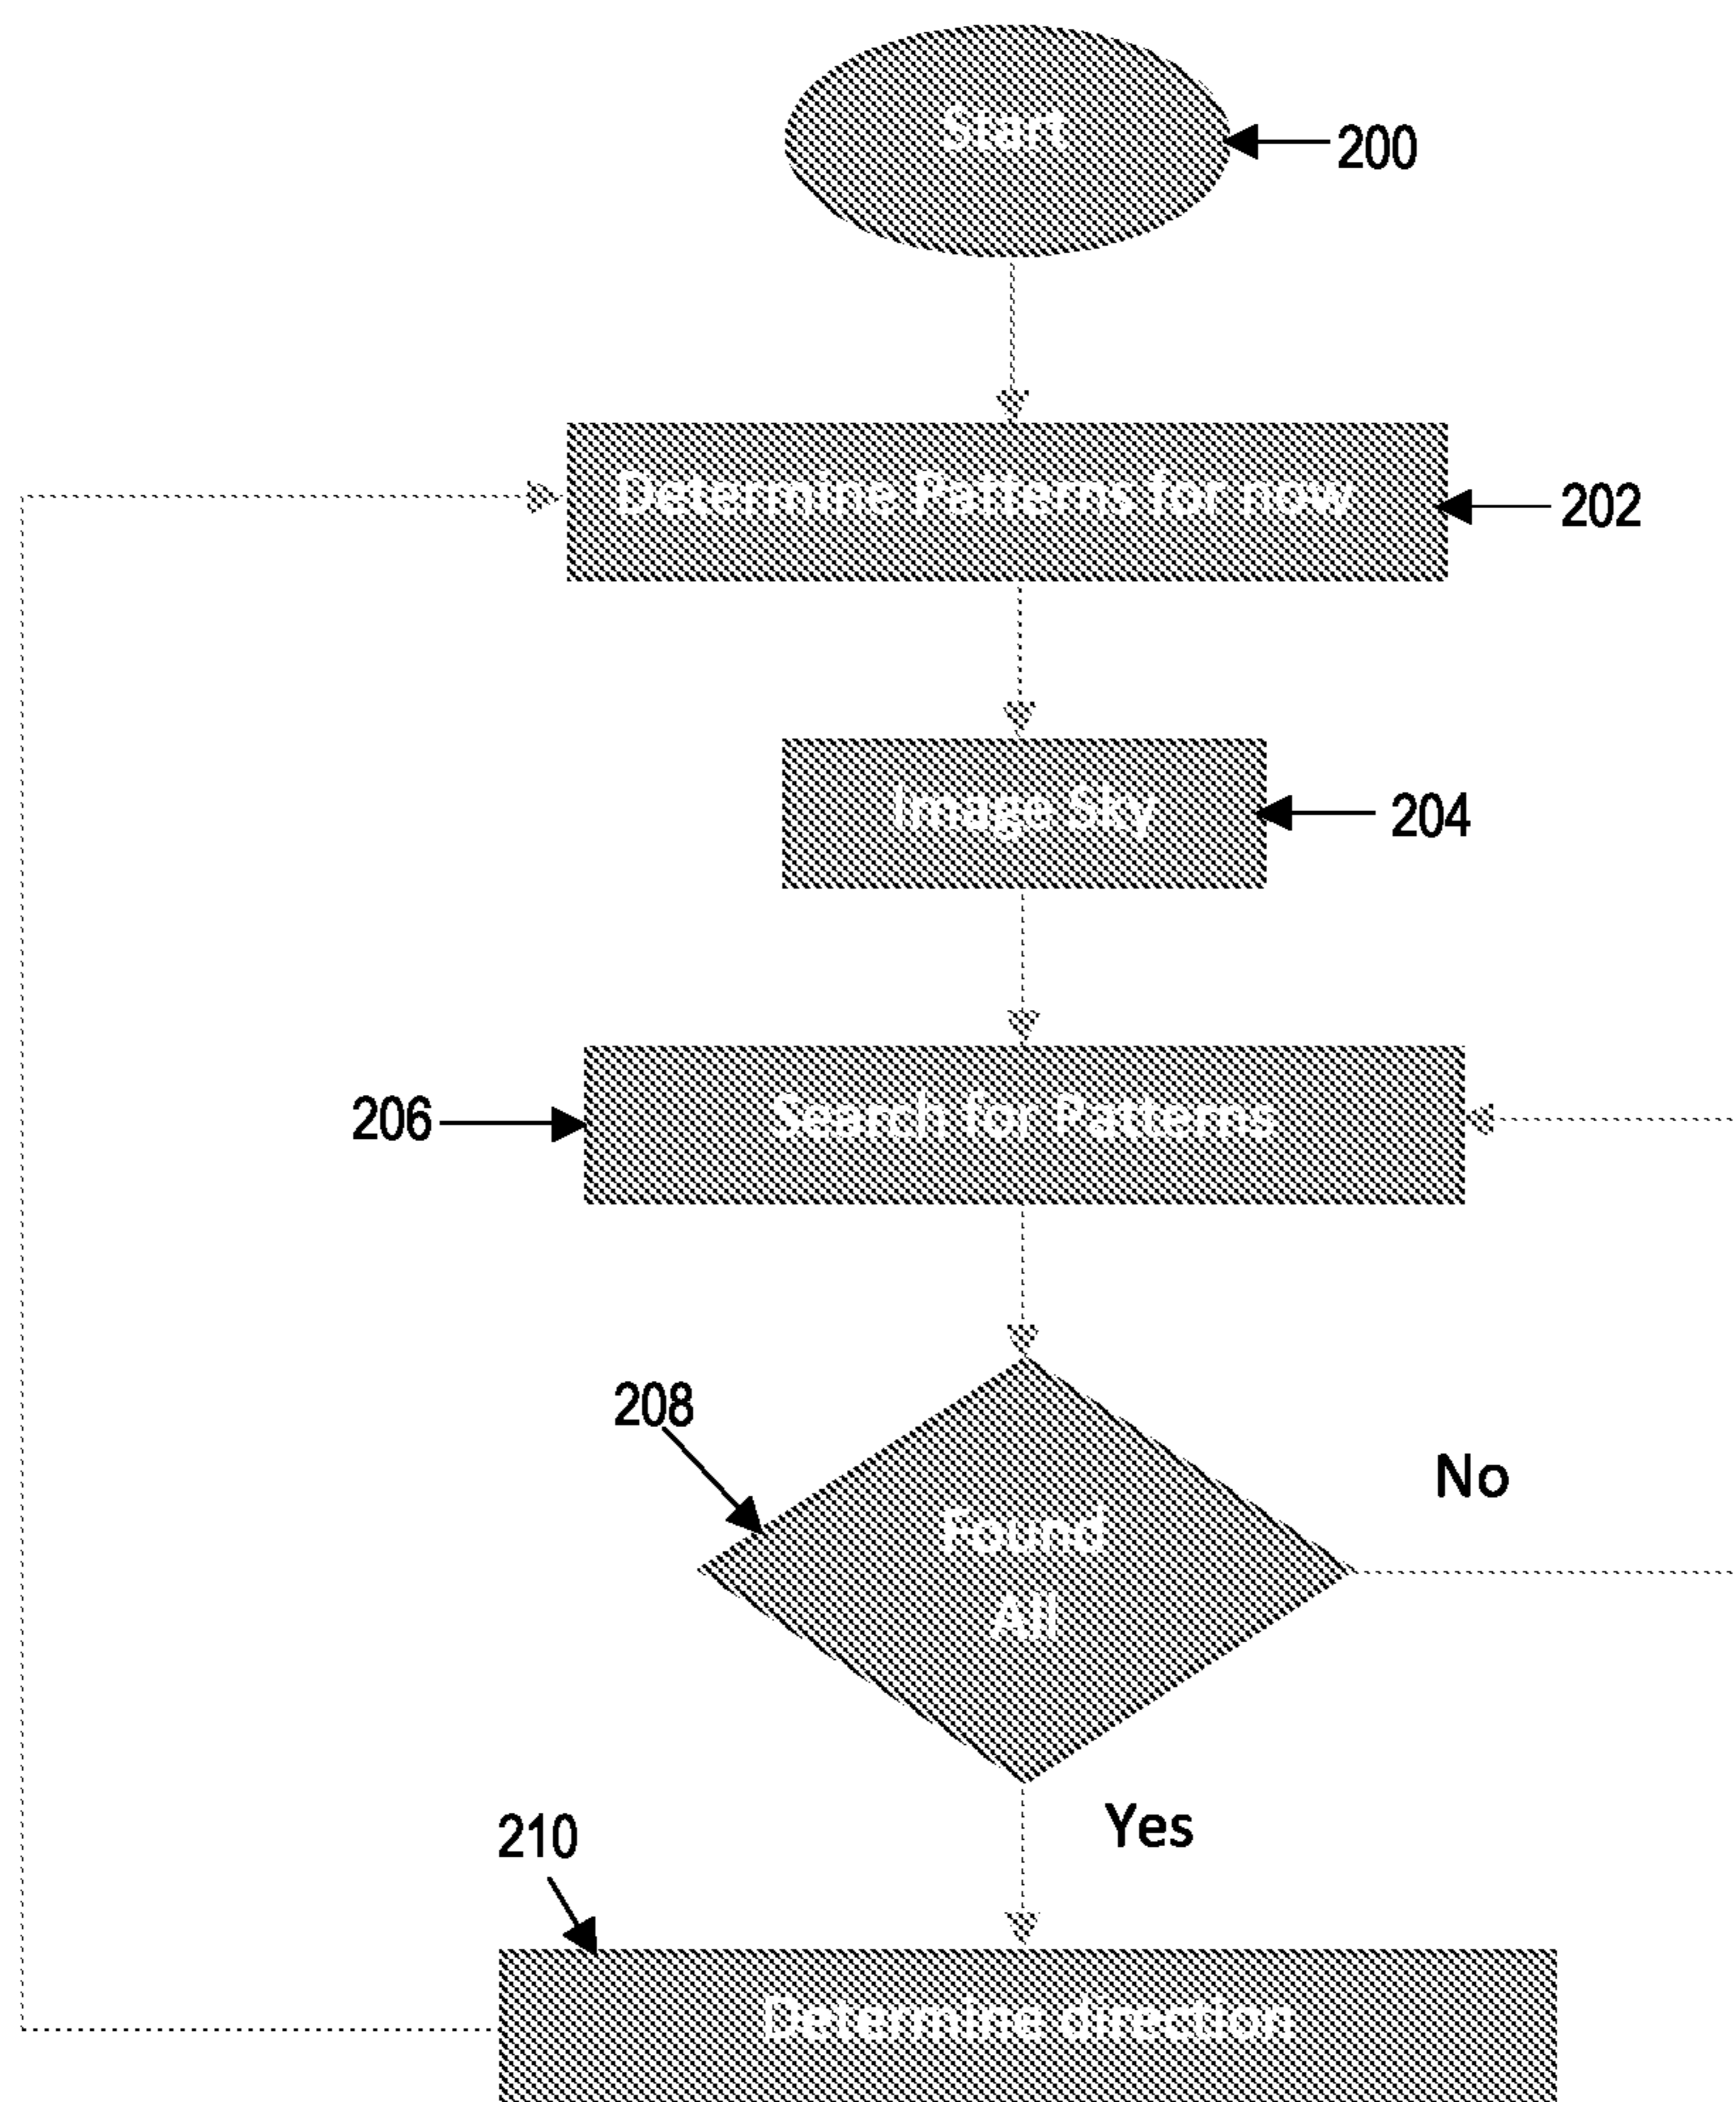 Start
200
Determine Patterns for now
202
Image Sky
204
206
Search for Patterns
208
Found
All
No
Yes
210
Determine direction